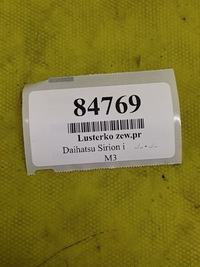 84769
Lusterko zew.pr
Daihatsu Sirion i
M3